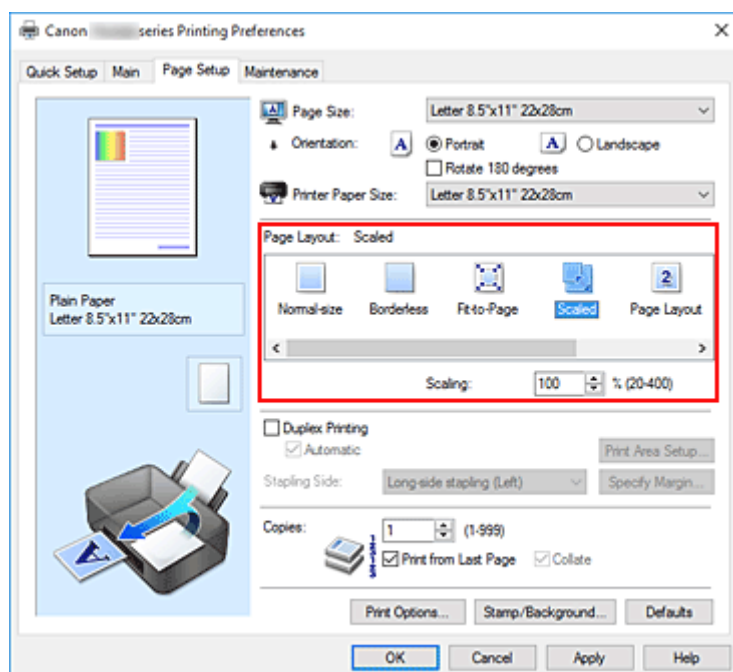 Canon series Printing Preferences
Quick Setup Main Page Setup Maintenance
Page Size: Letter 8.5"x11" 22x28cm
Orientation: A Portrait A Landscape
Rotate 180 degrees
Printer Paper Size: Letter 8.5"x11" 22x28cm
Page Layout: Scaled
Normal-size Borderless Fit-to-Page Scaled 2 Page Layout
Scaling: 100 % (20-400)
Plain Paper
Letter 8.5"x11" 22x28cm
Duplex Printing
Automatic Print Area Setup...
Stapling Side: Long-side stapling (Left) Specify Margin...
Copies: 1 (1-999)
Print from Last Page Collate
A
Print Options... Stamp/Background... Defaults
OK Cancel Apply Help